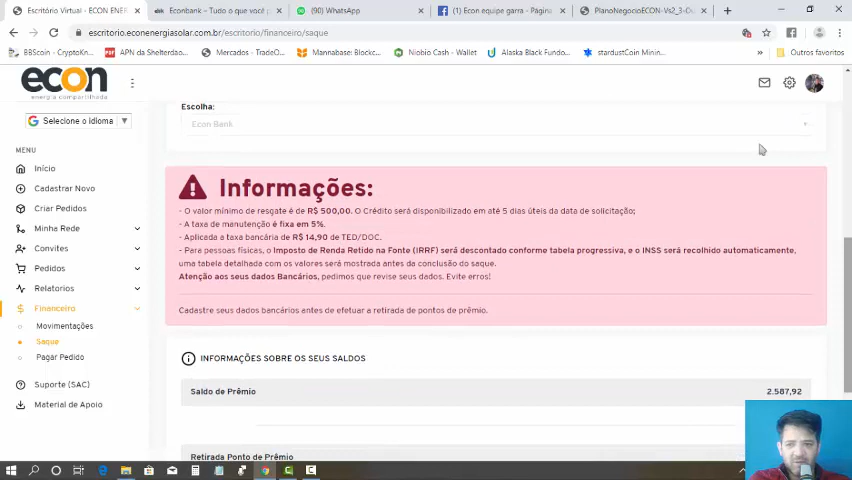 Escritório Virtual - ECON ENER
Econbank – Tudo o que você p
(90) WhatsApp
(1) Econ equipe garra - Página
PlanoNegocioECON-Vs2_3-Ou
escritorio.econenergiasolar.com.br/escritorio/financeiro/saque
BBScoin - CryptoKn...
APN da Shelterdao...
Mercados - TradeO...
Mannabase: Blockc...
Niobio Cash - Wallet
Alaska Black Fund...
stardustCoin Minin...
Outros favoritos
econ
energia compartilhada
Selecione o idioma
MENU
Início
Cadastrar Novo
Criar Pedidos
Minha Rede
Convites
Pedidos
Relatorios
Financeiro
Movimentações
Saque
Pagar Pedido
Suporte (SAC)
Material de Apoio
Escolha:
Econ Bank
Informações:
- O valor mínimo de resgate é de R$ 500,00. O Crédito será disponibilizado em até 5 dias úteis da data de solicitação;
- A taxa de manutenção é fixa em 5%.
- Aplicada a taxa bancária de R$ 14,90 de TED/DOC.
- Para pessoas físicas, o Imposto de Renda Retido na Fonte (IRRF) será descontado conforme tabela progressiva, e o INSS será recolhido automaticamente,
uma tabela detalhada com os valores será mostrada antes da conclusão do saque.
Atenção aos seus dados Bancários, pedimos que revise seus dados. Evite erros!
Cadastre seus dados bancários antes de efetuar a retirada de pontos de prêmio.
INFORMAÇÕES SOBRE OS SEUS SALDOS
Saldo de Prêmio 2.587,92
Retirada Ponto de Prêmio